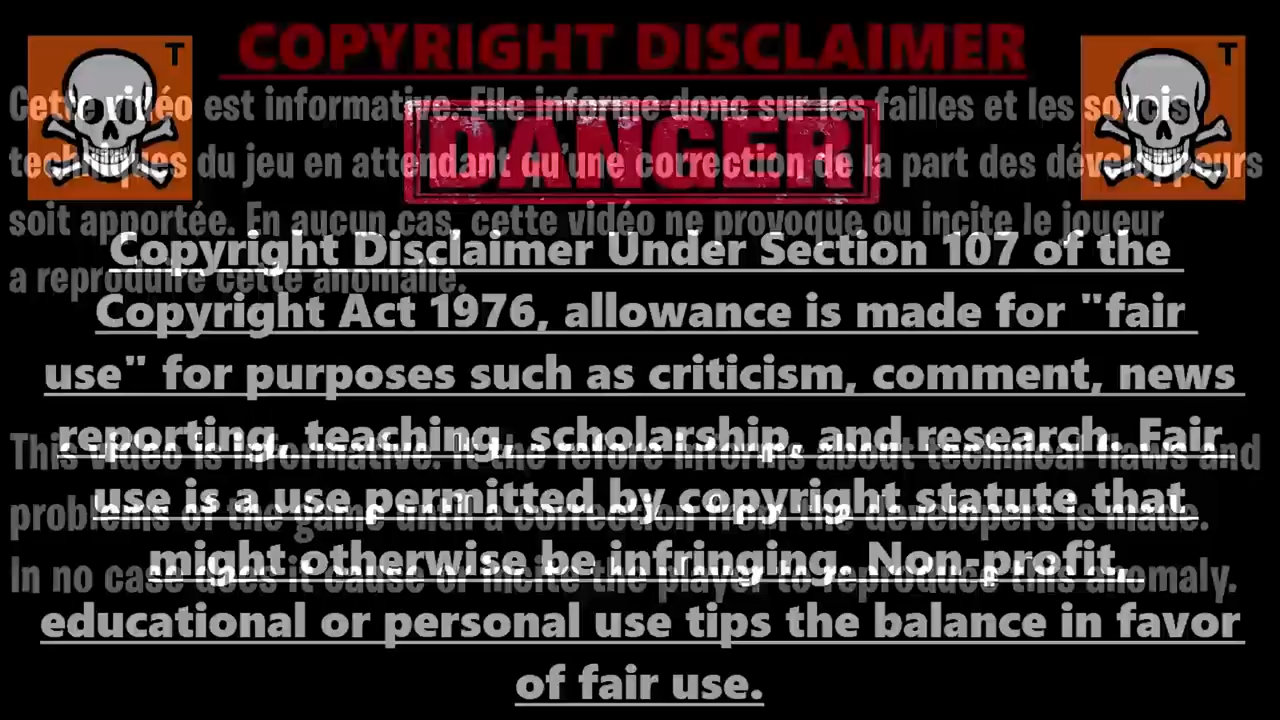 COPYRIGHT DISCLAIMER
T
T
DANGER
Cette vidéo est informative. Elle informe donc sur les failles et les soucis
techniques du jeu en attendant qu'une correction de la part des développeurs
soit apportée. En aucun cas, cette vidéo ne provoque ou incite le joueur
a reproduire cette anomalie.
Copyright Disclaimer Under Section 107 of the
Copyright Act 1976, allowance is made for "fair
use" for purposes such as criticism, comment, news
reporting, teaching, scholarship, and research. Fair
use is a use permitted by copyright statute that
might otherwise be infringing. Non-profit,
educational or personal use tips the balance in favor
of fair use.
This video is informative. It the refore informs about technical flaws and
problems of the game until a correction from the developers is made.
In no case does it cause or incite the player to reproduce this anomaly.